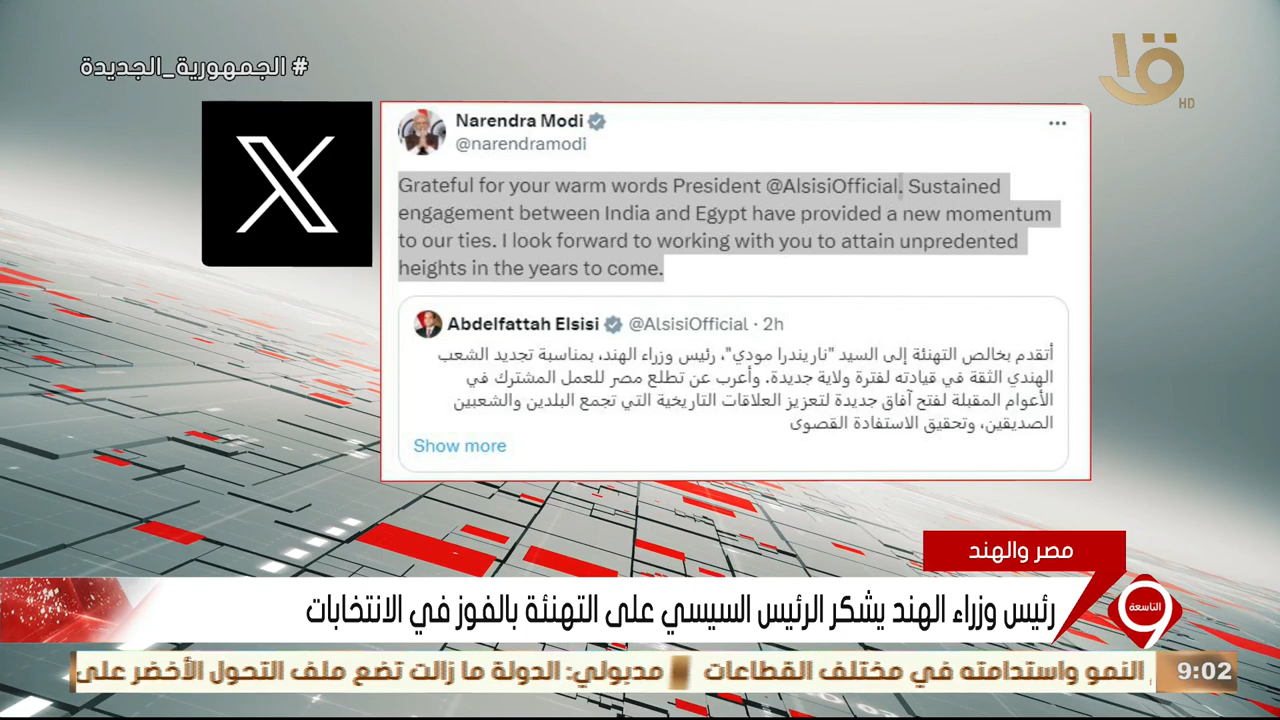 # الجمهورية_الجديدة
HD
Narendra Modi
@narendramodi
Grateful for your warm words President @AlsisiOfficial. Sustained
engagement between India and Egypt have provided a new momentum
to our ties. I look forward to working with you to attain unpredented
heights in the years to come.
Abdelfattah Elsisi @AlsisiOfficial · 2h
أتقدم بخالص التهنئة إلى السيد "ناريندرا مودي"، رئيس وزراء الهند، بمناسبة تجديد الشعب
الهندي الثقة في قيادته لفترة ولاية جديدة. وأعرب عن تطلع مصر للعمل المشترك في
الأعوام المقبلة لفتح آفاق جديدة لتعزيز العلاقات التاريخية التي تجمع البلدين والشعبين
الصديقين، وتحقيق الاستفادة القصوى
Show more
مصر والهند
رئيس وزراء الهند يشكر الرئيس السيسي على التهنئة بالفوز في الانتخابات
التاسعة
9:02
النمو واستدامته في مختلف القطاعات
مدبولي: الدولة ما زالت تضع ملف التحول الأخضر على